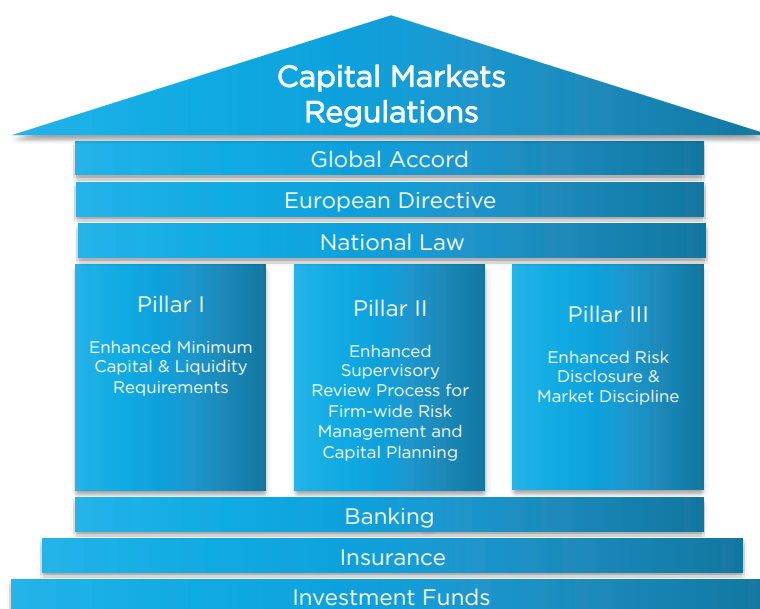 Capital Markets
Regulations
Global Accord
European Directive
National Law
Pillar I
Enhanced Minimum
Capital & Liquidity
Requirements
Pillar II
Enhanced
Supervisory
Review Process for
Firm-wide Risk
Management and
Capital Planning
Pillar III
Enhanced Risk
Disclosure &
Market Discipline
Banking
Insurance
Investment Funds